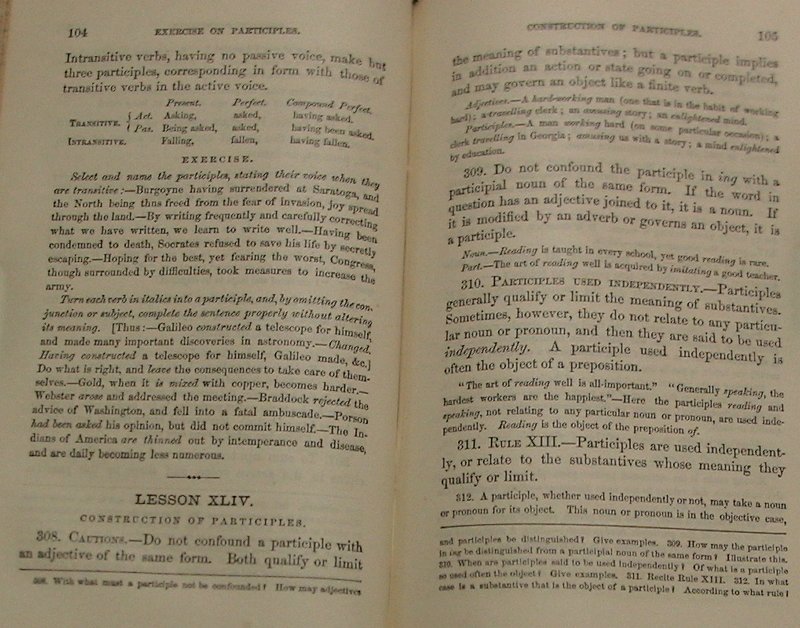 104 EXERCISE ON PARTICIPLES.
Intransitive verbs, having no passive voice, make but
three participles, corresponding in form with those of
transitive verbs in the active voice.
Present. Perfect. Compound Perfect.
TRANSITIVE. { Act. Asking, asked, having asked.
{ Pas. Being asked, asked, having been asked.
INTRANSITIVE. Falling, fallen, having fallen.
EXERCISE.
Select and name the participles, stating their voice when they
are transitive:—Burgoyne having surrendered at Saratoga, and
the North being thus freed from the fear of invasion, joy spread
through the land.—By writing frequently and carefully correcting
what we have written, we learn to write well.—Having been
condemned to death, Socrates refused to save his life by secretly
escaping.—Hoping for the best, yet fearing the worst, Congress,
though surrounded by difficulties, took measures to increase the
army.
Turn each verb in italics into a participle, and, by omitting the con-
junction or subject, complete the sentence properly without altering
its meaning. [Thus:—Galileo constructed a telescope for himself,
and made many important discoveries in astronomy.—Changed,
Having constructed a telescope for himself, Galileo made, &c.]
Do what is right, and leave the consequences to take care of them-
selves.—Gold, when it is mixed with copper, becomes harder.—
Webster arose and addressed the meeting.—Braddock rejected the
advice of Washington, and fell into a fatal ambuscade.—Porson
had been asked his opinion, but did not commit himself.—The In-
dians of America are thinned out by intemperance and disease,
and are daily becoming less numerous.
LESSON XLIV.
CONSTRUCTION OF PARTICIPLES.
308. CAUTIONS.—Do not confound a participle with
an adjective of the same form. Both qualify or limit
308. With what must a participle not be confounded? How may adjectives
CONSTRUCTION OF PARTICIPLES. 105
the meaning of substantives; but a participle implies
in addition an action or state going on or completed,
and may govern an object like a finite verb.
Adjectives.—A hard-working man (one that is in the habit of working
hard); a travelling clerk; an amusing story; an enlightened mind.
Participles.—A man working hard (on some particular occasion); a
clerk travelling in Georgia; amusing us with a story; a mind enlightened
by education.
309. Do not confound the participle in ing with a
participial noun of the same form. If the word in
question has an adjective joined to it, it is a noun. If
it is modified by an adverb or governs an object, it is
a participle.
Noun.—Reading is taught in every school, yet good reading is rare.
Part.—The art of reading well is acquired by imitating a good teacher.
310. PARTICIPLES USED INDEPENDENTLY.—Participles
generally qualify or limit the meaning of substantives.
Sometimes, however, they do not relate to any particu-
lar noun or pronoun, and then they are said to be used
independently. A participle used independently is
often the object of a preposition.
"The art of reading well is all-important." "Generally speaking, the
hardest workers are the happiest."—Here the participles reading and
speaking, not relating to any particular noun or pronoun, are used inde-
pendently. Reading is the object of the preposition of.
311. RULE XIII.—Participles are used independent-
ly, or relate to the substantives whose meaning they
qualify or limit.
312. A participle, whether used independently or not, may take a noun
or pronoun for its object. This noun or pronoun is in the objective case,
and participles be distinguished? Give examples. 309. How may the participle
in ing be distinguished from a participial noun of the same form? Illustrate this.
310. When are participles said to be used independently? Of what is a participle
so used often the object? Give examples. 311. Recite Rule XIII. 312. In what
case is a substantive that is the object of a participle? According to what rule?